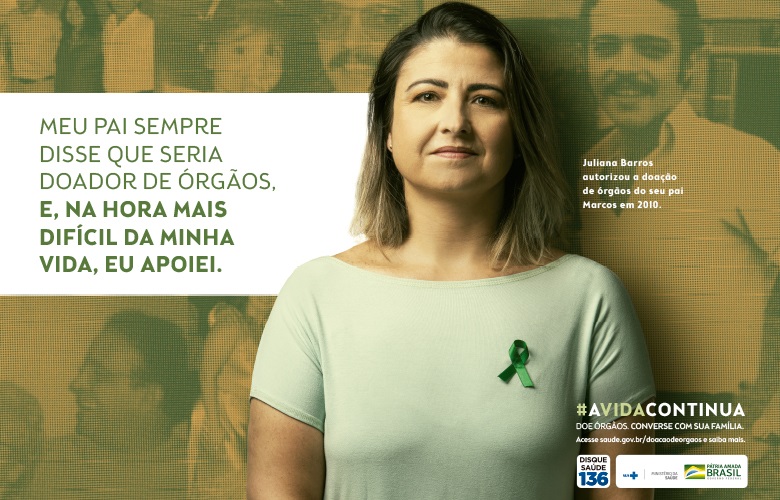 MEU PAI SEMPRE
DISSE QUE SERIA
DOADOR DE ÓRGÃOS,
E, NA HORA MAIS
DIFÍCIL DA MINHA
VIDA, EU APOIEI.
Juliana Barros
autorizou a doação
de órgãos do seu pai
Marcos em 2010.
#AVIDACONTINUA
DOE ÓRGÃOS. CONVERSE COM SUA FAMÍLIA.
Acesse saude.gov.br/doacaodeorgaos e saiba mais.
DISQUE
SAÚDE
136
SUS
MINISTÉRIO DA
SAÚDE
PÁTRIA AMADA
BRASIL
GOVERNO FEDERAL